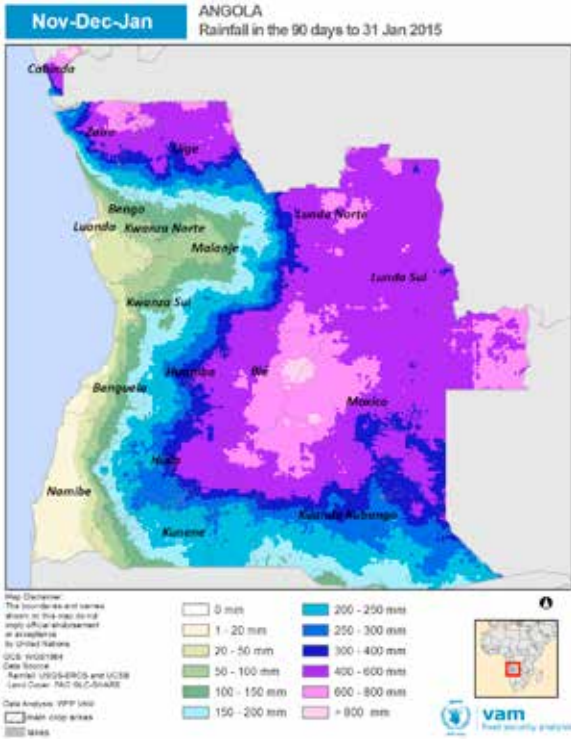 Nov-Dec-Jan
ANGOLA
Rainfall in the 90 days to 31 Jan 2015
Cabinda
Zaire
Uige
Bengo
Luanda
Kwanza Norte
Malanje
Lunda Norte
Lunda Sul
Kwanza Sul
Huambo
Bie
Benguela
Moxico
Huila
Namibe
Kuando Kubango
Kunene
Map Disclaimer:
The boundaries and names
shown in this map do not
imply official endorsement
or acceptance
by United Nations
GCS: WGS1984
Data Source
Rainfall: USGS-EROS and UCSB
Land Cover: FAO GLC-SHARE
Data Analysis: WFP VAM
main crop areas
lakes
0 mm
1 - 20 mm
20 - 50 mm
50 - 100 mm
100 - 150 mm
150 - 200 mm
200 - 250 mm
250 - 300 mm
300 - 400 mm
400 - 600 mm
600 - 800 mm
> 800 mm
WFP
vam
food security analysis